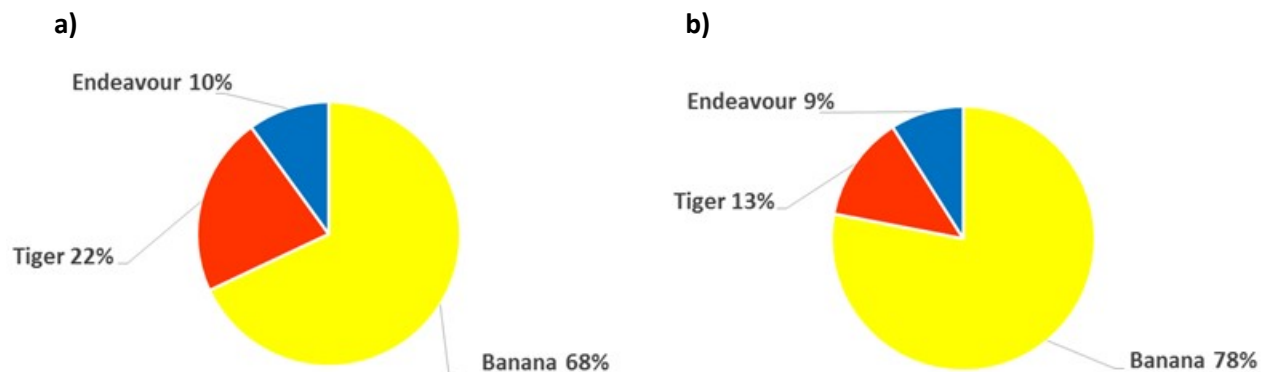 a)
Endeavour 10%
Tiger 22%
Banana 68%
b)
Endeavour 9%
Tiger 13%
Banana 78%